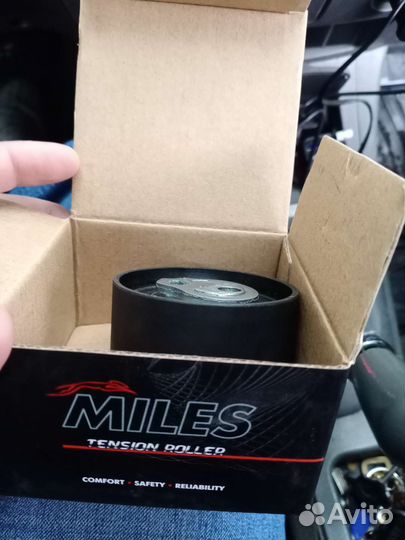 MILES
TENSION ROLLER
COMFORT • SAFETY • RELIABILITY
Avito